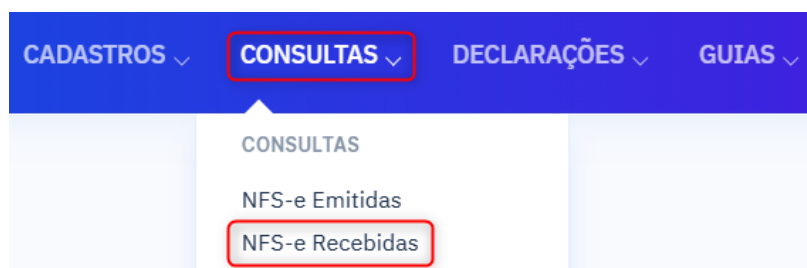 CADASTROS CONSULTAS DECLARAÇÕES GUIAS
CONSULTAS
NFS-e Emitidas
NFS-e Recebidas